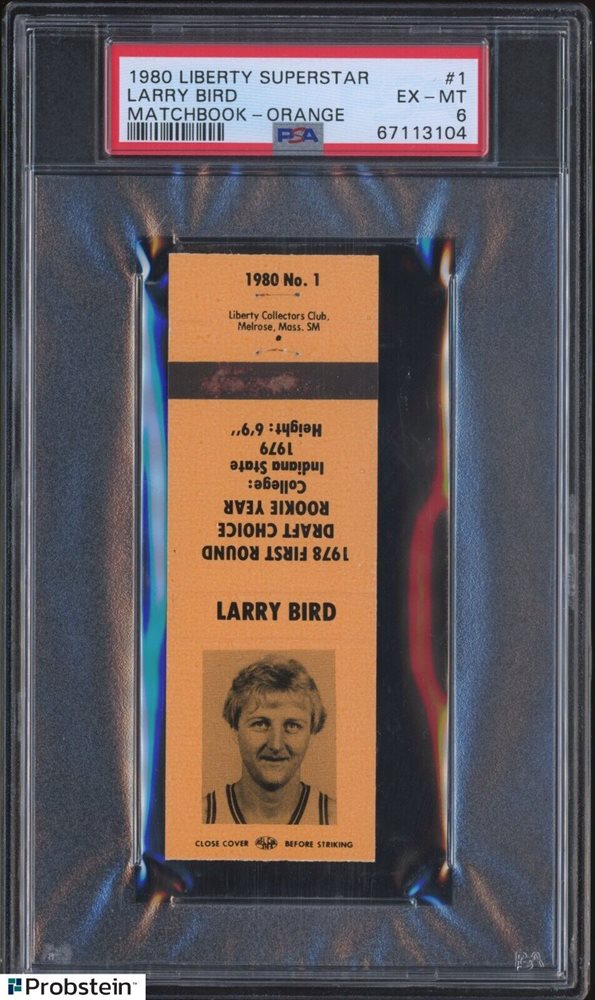 1980 LIBERTY SUPERSTAR #1
LARRY BIRD EX - MT
MATCHBOOK - ORANGE 6
PSA 67113104
1980 No. 1
Liberty Collectors Club,
Melrose, Mass. SM
1978 FIRST ROUND
DRAFT CHOICE
ROOKIE YEAR
College:
Indiana State
1979
Height: 6'9''
LARRY BIRD
CLOSE COVER BEFORE STRIKING
Probstein™